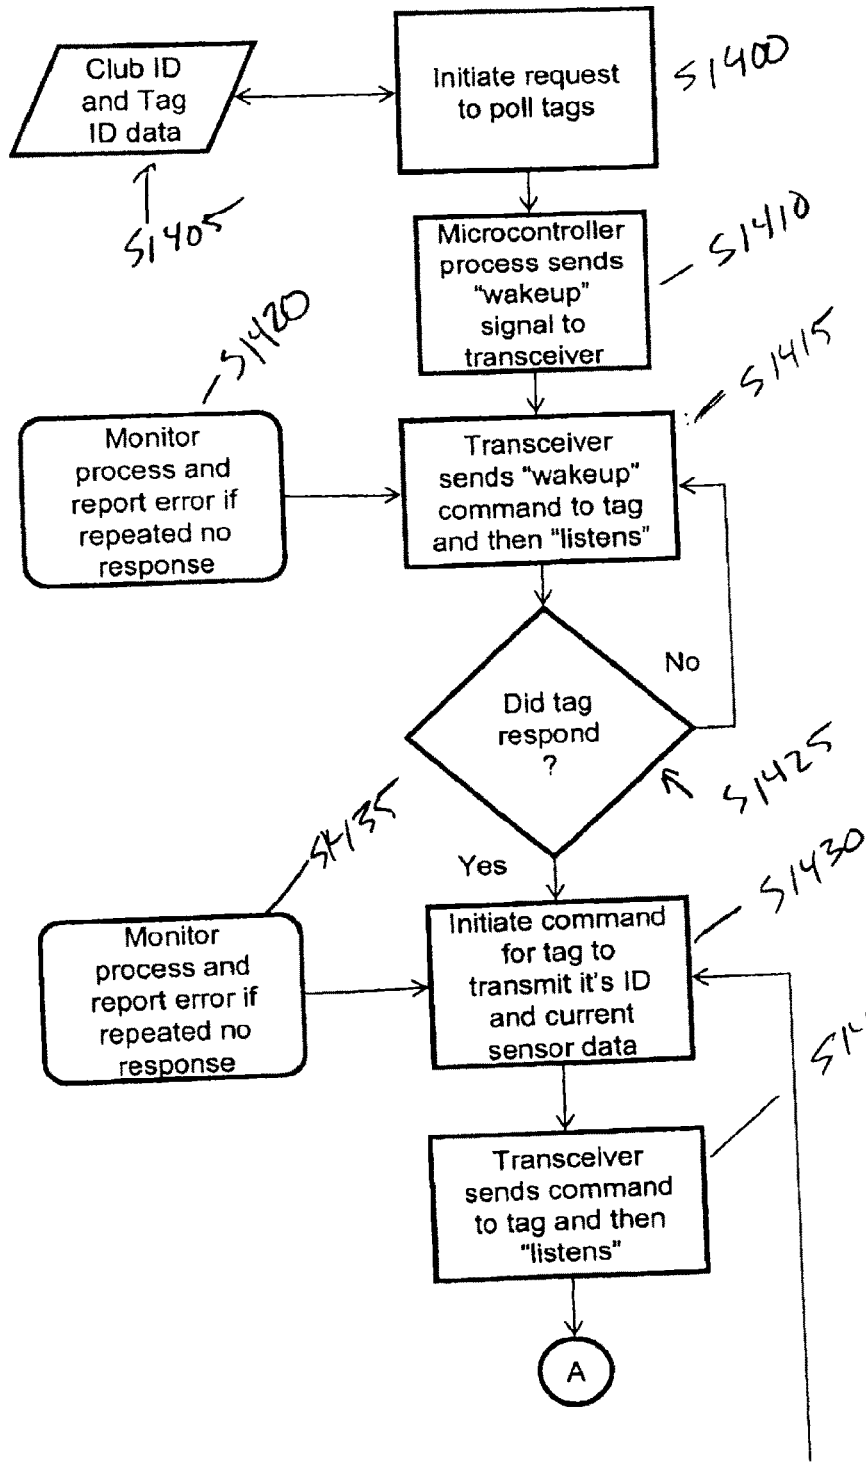 Club ID
and Tag
ID data
Initiate request
to poll tags
S1400
S1405
Microcontroller
process sends
"wakeup"
signal to
transceiver
S1410
S1420
Monitor
process and
report error if
repeated no
response
Transceiver
sends "wakeup"
command to tag
and then "listens"
S1415
Did tag
respond
?
No
S1425
Yes
S1435
Monitor
process and
report error if
repeated no
response
Initiate command
for tag to
transmit it's ID
and current
sensor data
S1430
Transceiver
sends command
to tag and then
"listens"
A